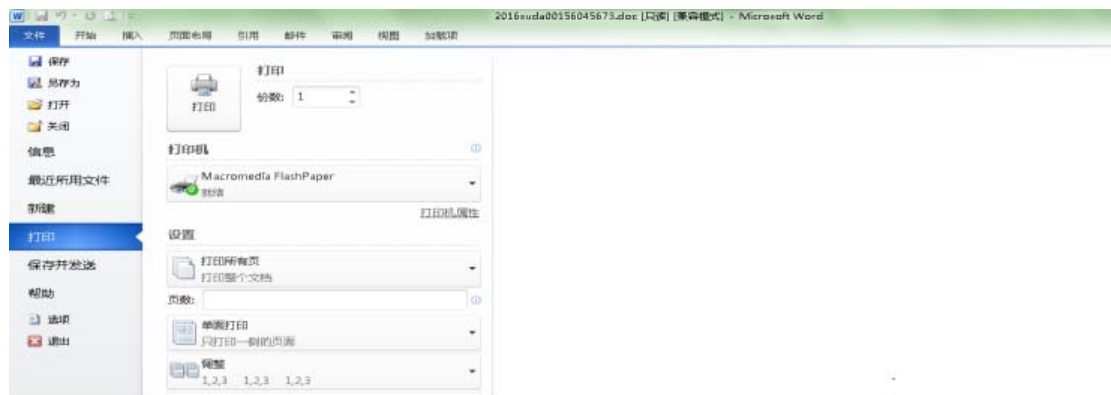 2016suda00156045673.doc [只读] [兼容模式] - Microsoft Word
文件 开始 插入 页面布局 引用 邮件 审阅 视图 加载项
保存
另存为
打开
关闭
信息
最近所用文件
新建
打印
保存并发送
帮助
选项
退出
打印
打印
份数: 1
打印机
Macromedia FlashPaper
就绪
打印机属性
设置
打印所有页
打印整个文档
页数:
单面打印
只打印一侧的页面
调整
1,2,3 1,2,3 1,2,3